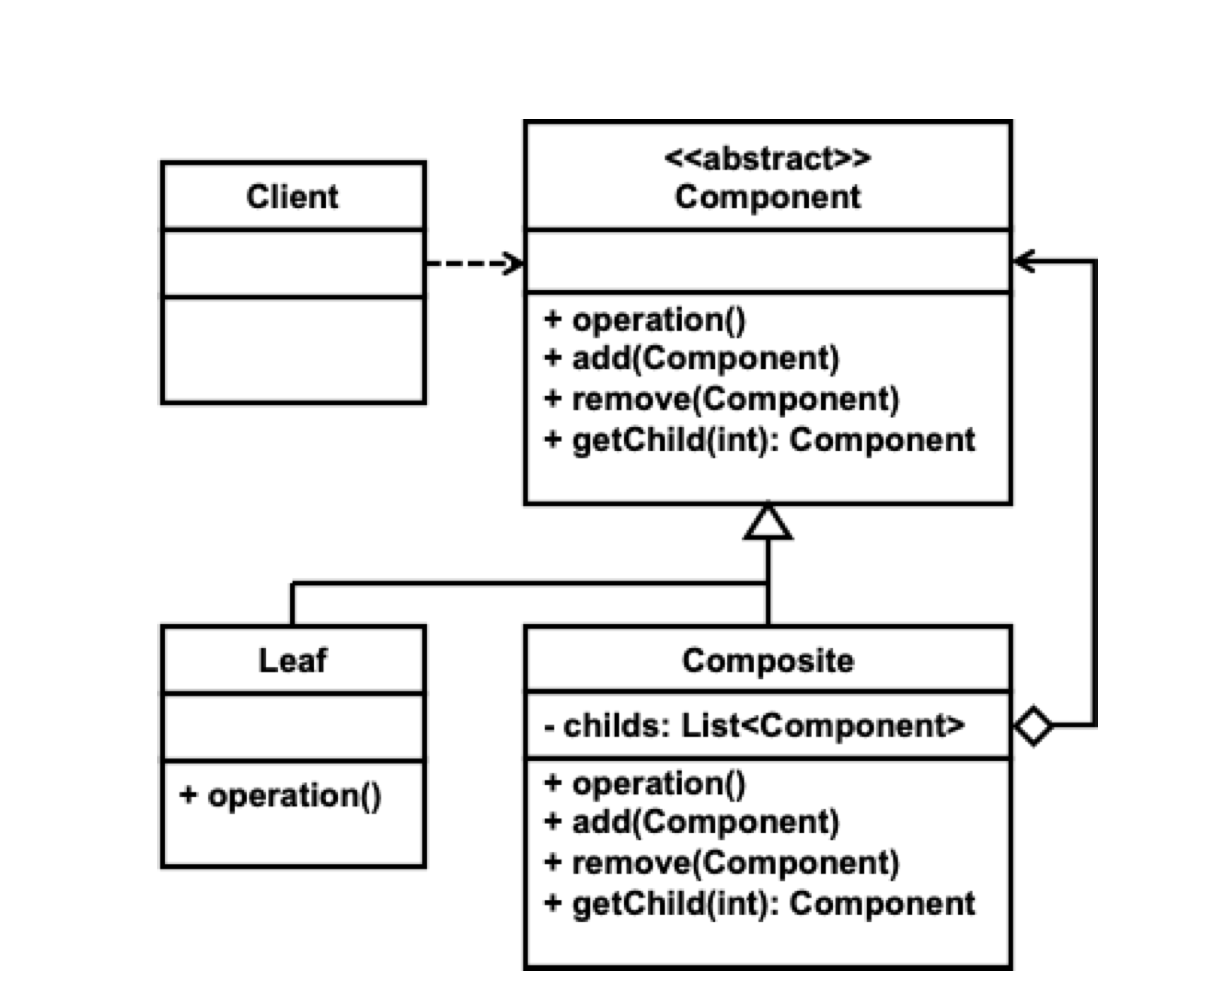 Client
<<abstract>>
Component
+ operation()
+ add(Component)
+ remove(Component)
+ getChild(int): Component
Leaf
+ operation()
Composite
- childs: List<Component>
+ operation()
+ add(Component)
+ remove(Component)
+ getChild(int): Component